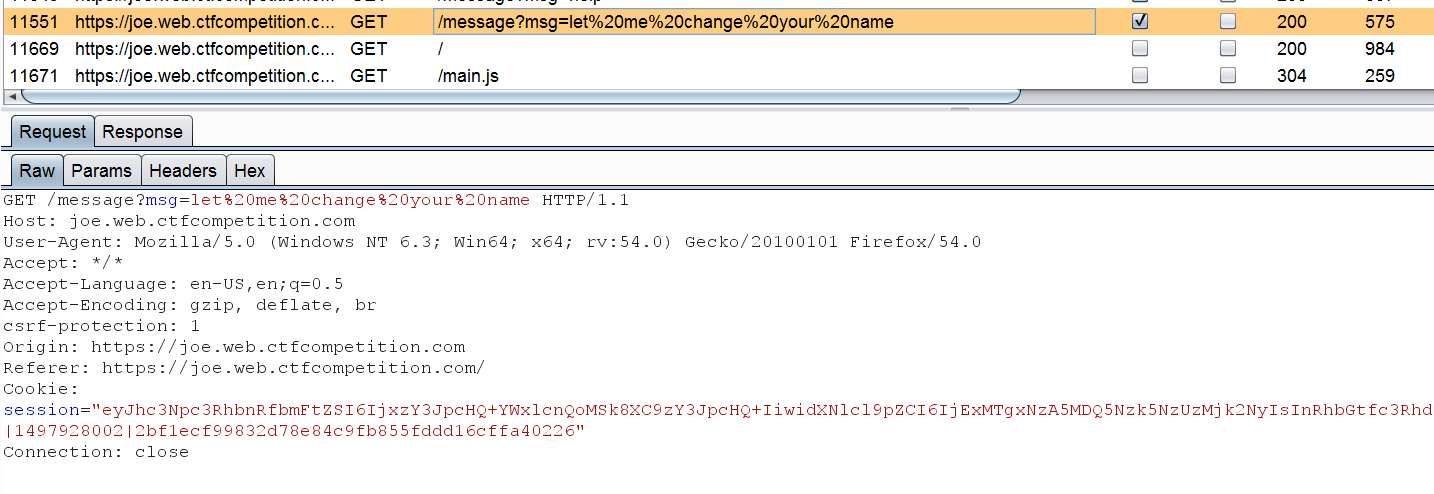 11551 https://joe.web.ctfcompetition.c... GET /message?msg=let%20me%20change%20your%20name 200 575
11669 https://joe.web.ctfcompetition.c... GET / 200 984
11671 https://joe.web.ctfcompetition.c... GET /main.js 304 259
Request Response
Raw Params Headers Hex
GET /message?msg=let%20me%20change%20your%20name HTTP/1.1
Host: joe.web.ctfcompetition.com
User-Agent: Mozilla/5.0 (Windows NT 6.3; Win64; x64; rv:54.0) Gecko/20100101 Firefox/54.0
Accept: */*
Accept-Language: en-US,en;q=0.5
Accept-Encoding: gzip, deflate, br
csrf-protection: 1
Origin: https://joe.web.ctfcompetition.com
Referer: https://joe.web.ctfcompetition.com/
Cookie:
session="eyJhc3Npc3RhbnRfbmFtZSI6IjxzY3JpcHQ+YWxlcnQoMSk8XC9zY3JpcHQ+IiwidXNlcl9pZCI6IjExMTgxNzA5MDQ5Nzk5NzUzMjk2NyIsInRhbGtfc3Rhd
|1497928002|2bf1ecf99832d78e84c9fb855fddd16cffa40226"
Connection: close